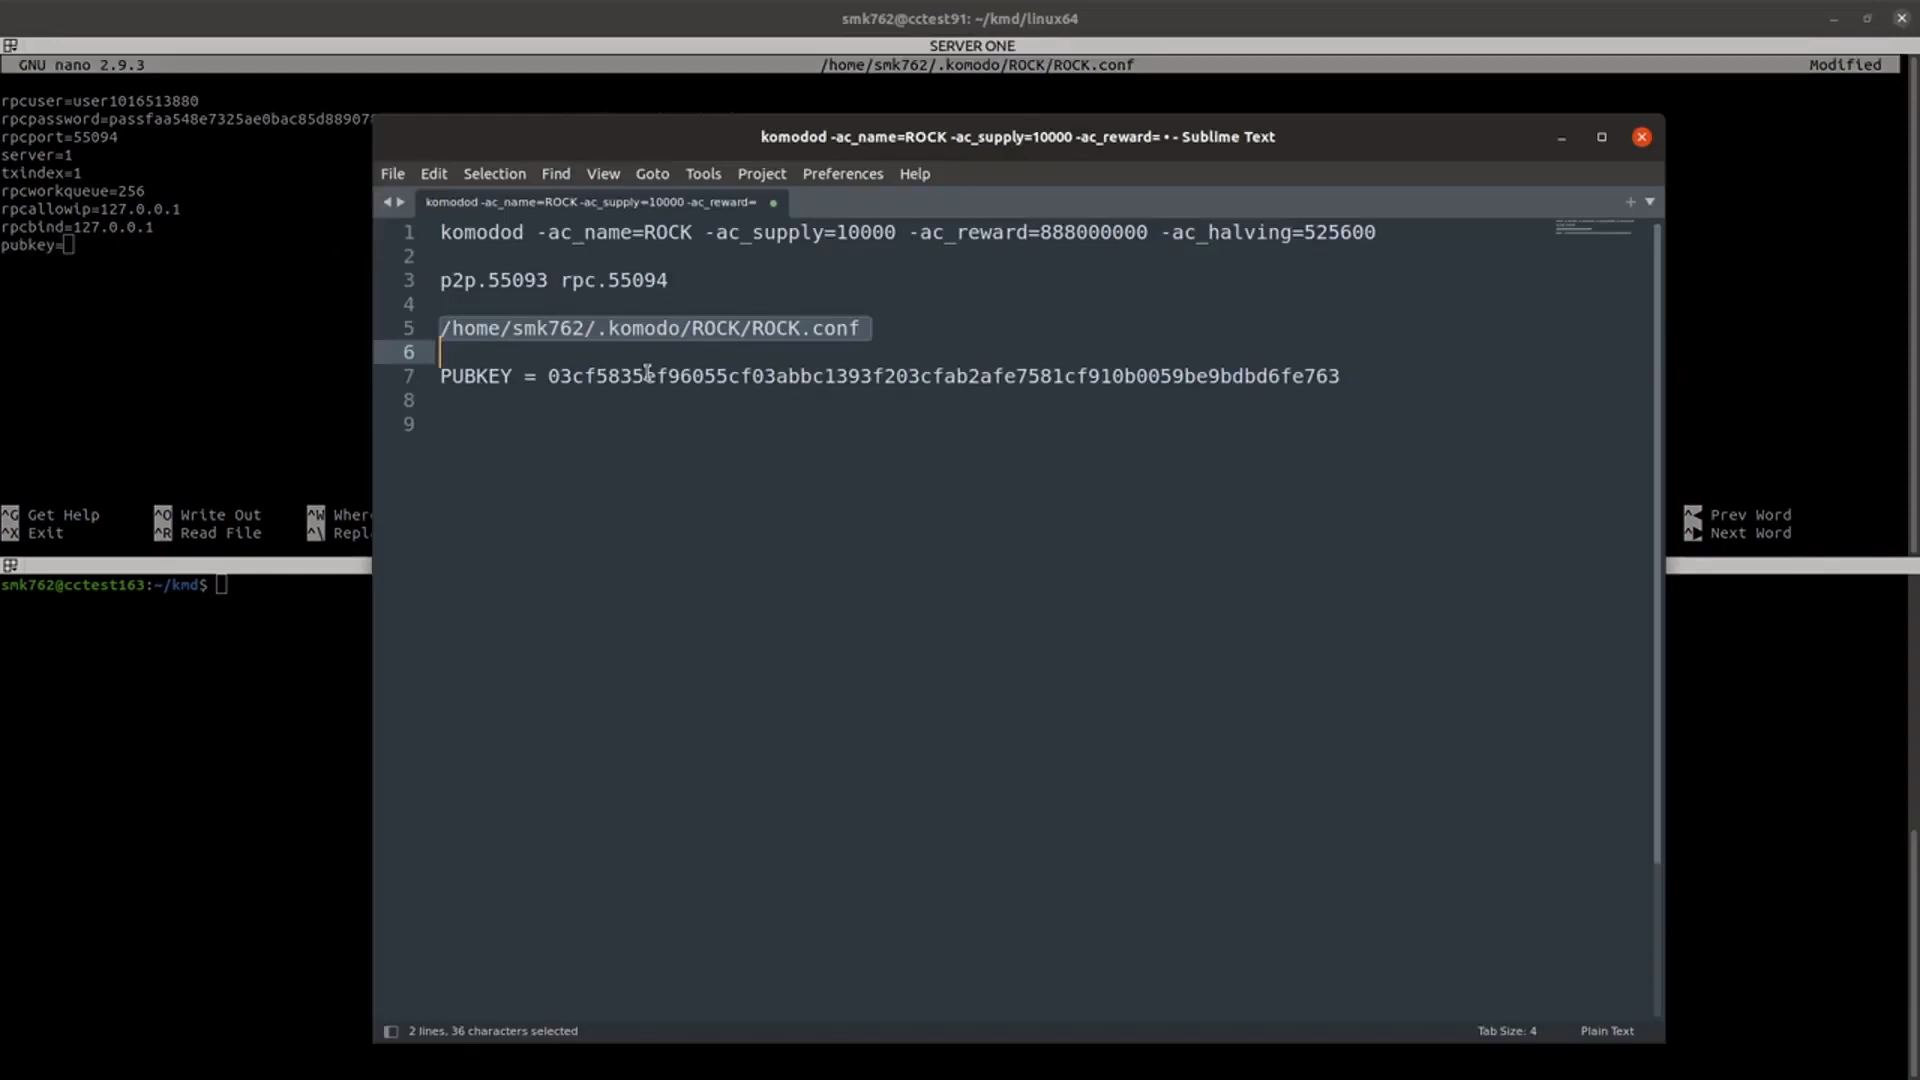 smk762@cctest91: ~/kmd/linux64
SERVER ONE
GNU nano 2.9.3 /home/smk762/.komodo/ROCK/ROCK.conf Modified
rpcuser=user1016513880
rpcpassword=passfaa548e7325ae0bac85d88907
rpcport=55094
server=1
txindex=1
rpcworkqueue=256
rpcallowip=127.0.0.1
rpcbind=127.0.0.1
pubkey=
komodod -ac_name=ROCK -ac_supply=10000 -ac_reward= • - Sublime Text
File Edit Selection Find View Goto Tools Project Preferences Help
komodod -ac_name=ROCK -ac_supply=10000 -ac_reward=
1 komodod -ac_name=ROCK -ac_supply=10000 -ac_reward=888000000 -ac_halving=525600
2
3 p2p.55093 rpc.55094
4
5 /home/smk762/.komodo/ROCK/ROCK.conf
6
7 PUBKEY = 03cf5835ef96055cf03abbc1393f203cfab2afe7581cf910b0059be9bdbd6fe763
8
9
^G Get Help ^O Write Out ^W Wher Prev Word
^X Exit ^R Read File ^\ Repl Next Word
smk762@cctest163:~/kmd$
2 lines, 36 characters selected Tab Size: 4 Plain Text